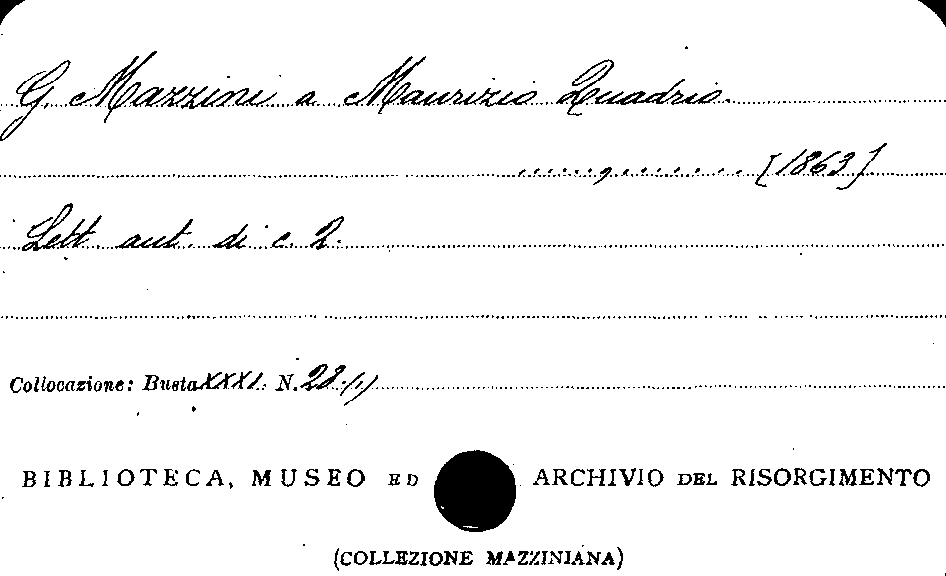 G. Mazzini a Maurizio Quadrio.
......, ........ [1863]
Lett. aut. di c. 2.
Collocazione: Busta XXXI. N. 28./1)
BIBLIOTECA, MUSEO ED ARCHIVIO DEL RISORGIMENTO
(COLLEZIONE MAZZINIANA)